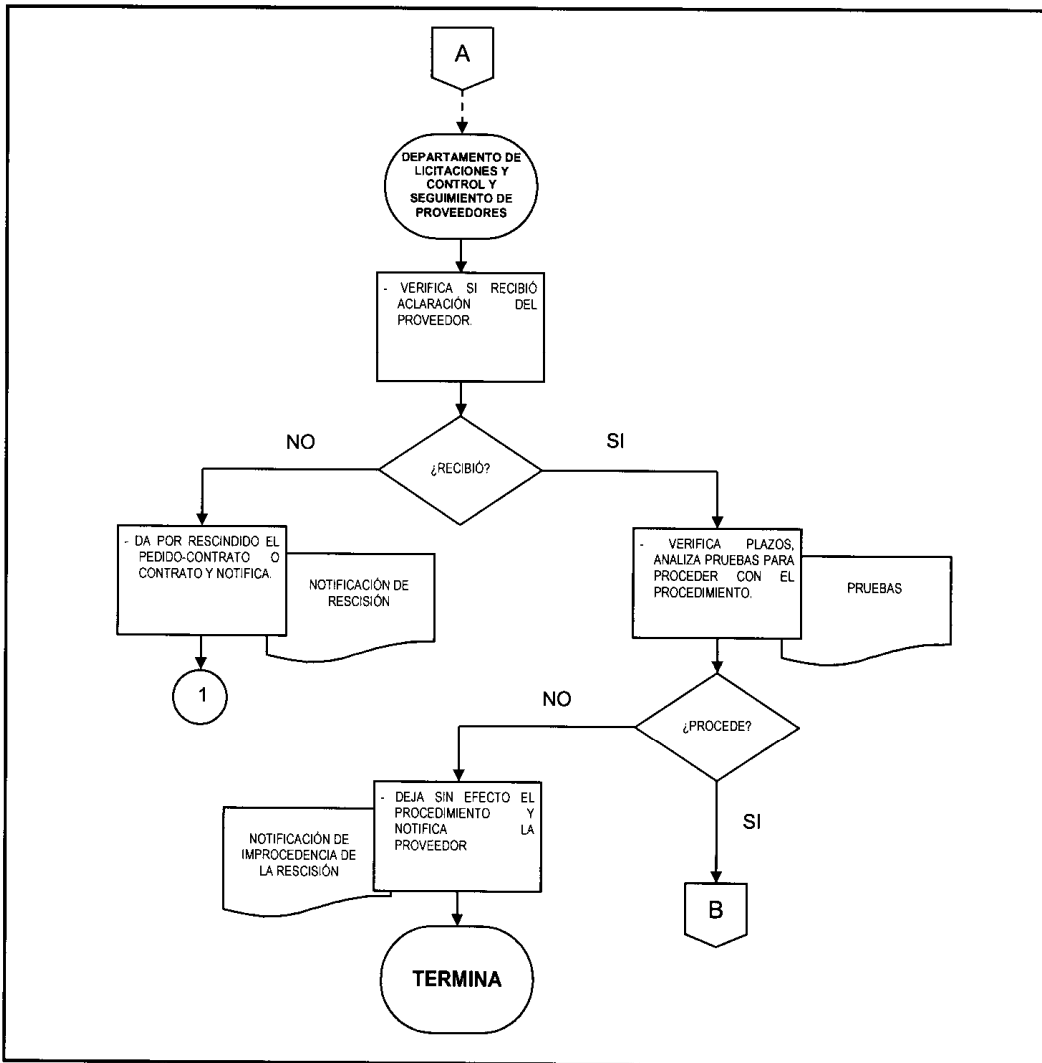 A
DEPARTAMENTO DE
LICITACIONES Y
CONTROL Y
SEGUIMIENTO DE
PROVEEDORES
- VERIFICA SI RECIBIÓ
ACLARACIÓN DEL
PROVEEDOR.
NO
SI
¿RECIBIÓ?
- DA POR RESCINDIDO EL
PEDIDO-CONTRATO O
CONTRATO Y NOTIFICA.
NOTIFICACIÓN DE
RESCISIÓN
- VERIFICA PLAZOS,
ANALIZA PRUEBAS PARA
PROCEDER CON EL
PROCEDIMIENTO.
PRUEBAS
1
NO
¿PROCEDE?
SI
- DEJA SIN EFECTO EL
PROCEDIMIENTO Y
NOTIFICA LA
PROVEEDOR
NOTIFICACIÓN DE
IMPROCEDENCIA DE
LA RESCISIÓN
B
TERMINA